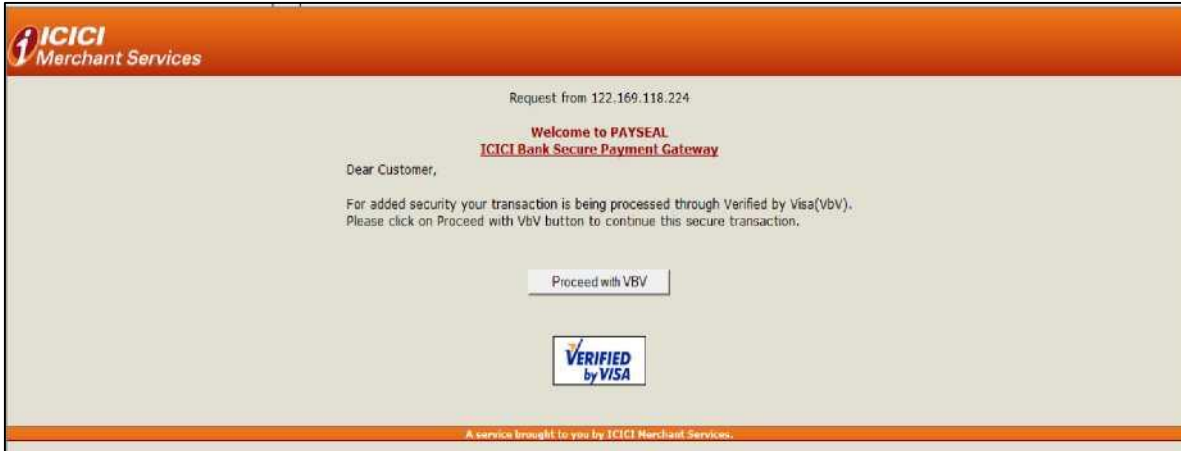 ICICI
Merchant Services
Request from 122.169.118.224
Welcome to PAYSEAL
ICICI Bank Secure Payment Gateway
Dear Customer,
For added security your transaction is being processed through Verified by Visa(VbV).
Please click on Proceed with VbV button to continue this secure transaction.
Proceed with VBV
VERIFIED
by VISA
A service brought to you by ICICI Merchant Services.